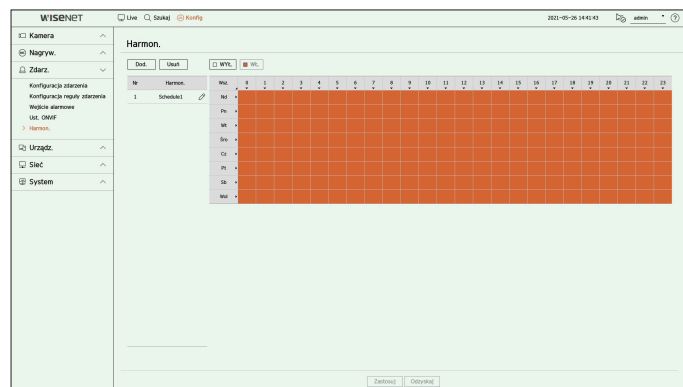 WISENET
Live Szukaj Konfig
2021-05-26 14:41:43 admin
Kamera
Nagryw.
Zdarz.
Konfiguracja zdarzenia
Konfiguracja reguły zdarzenia
Wejście alarmowe
Ust. ONVIF
> Harmon.
Urządz.
Sieć
System
Harmon.
Dod. Usuń WYŁ. WŁ.
Nr Harmon.
1 Schedule1
Wsz. 0 1 2 3 4 5 6 7 8 9 10 11 12 13 14 15 16 17 18 19 20 21 22 23
Nd
Pn
Wt
Śro
Cz
Pt
Sb
Wol
Zastosuj Odzyskaj